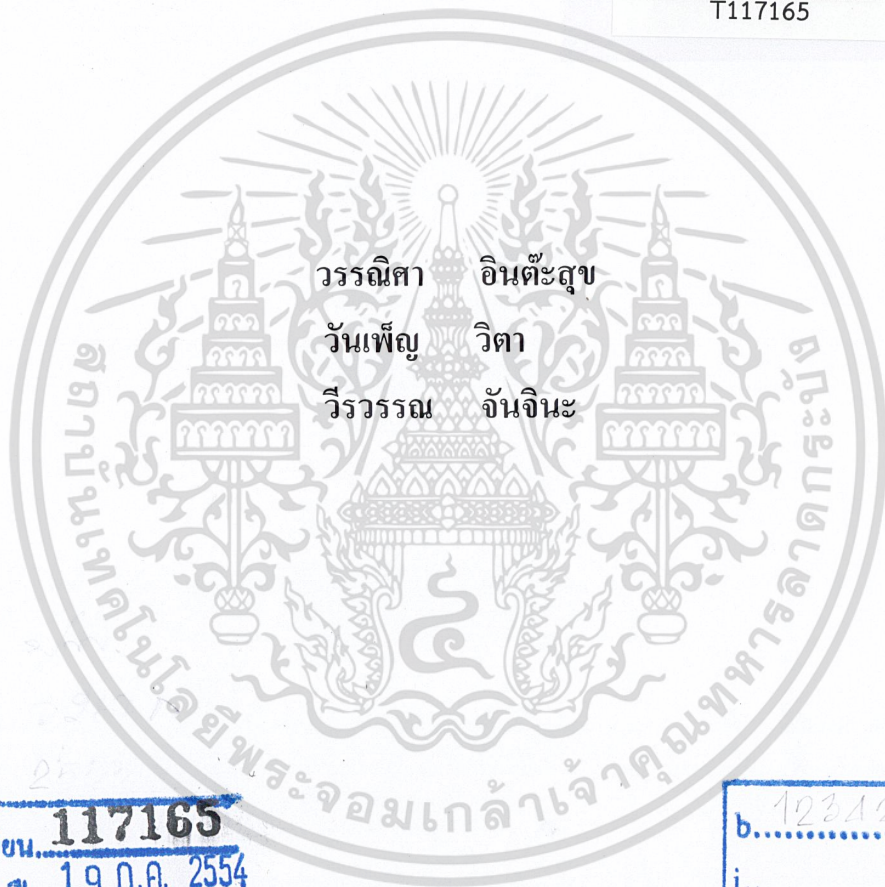 T117165
วรรณิศา อินต๊ะสุข
วันเพ็ญ วิตา
วีรวรรณ จันจินะ
สถาบันเทคโนโลยีพระจอมเกล้าเจ้าคุณทหารลาดกระบัง
117165
19 ก.ค. 2554
b.
i